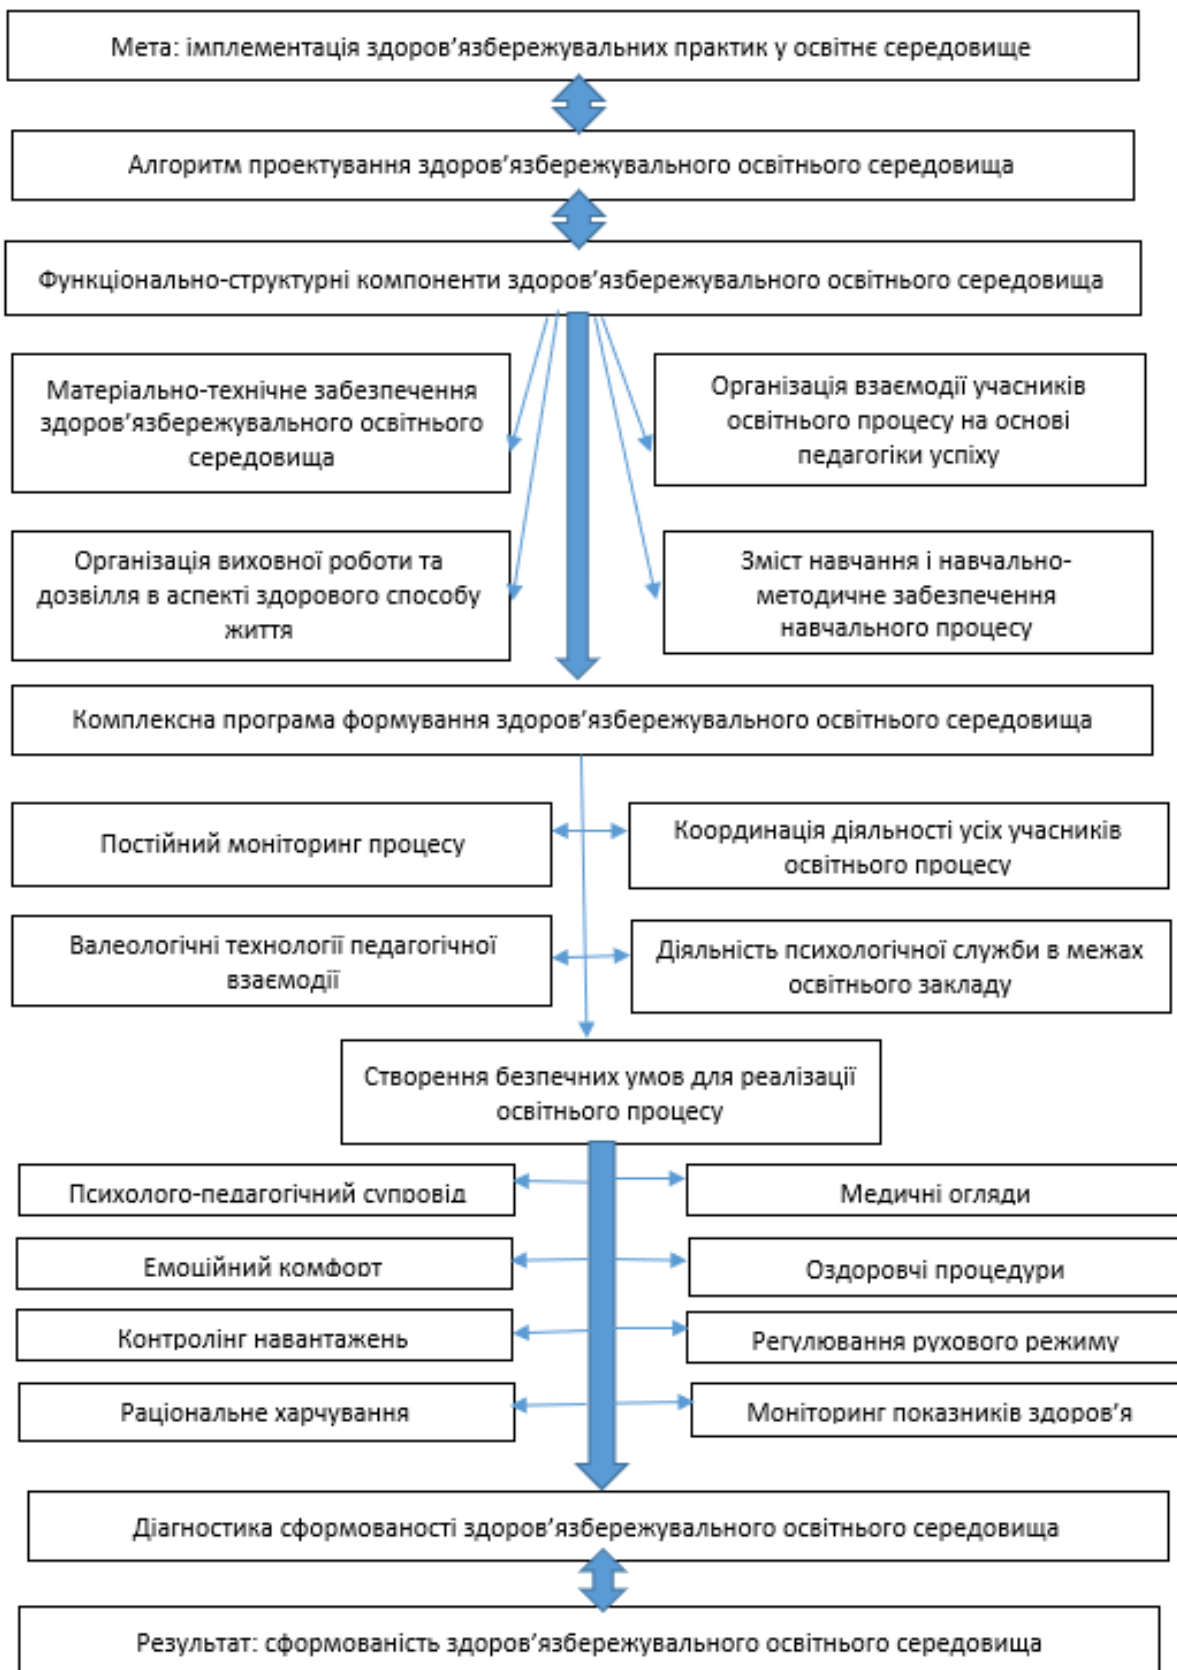 Мета: імплементація здоров’язбережувальних практик у освітнє середовище
Алгоритм проектування здоров’язбережувального освітнього середовища
Функціонально-структурні компоненти здоров’язбережувального освітнього середовища
Матеріально-технічне забезпечення
здоров’язбережувального освітнього
середовища
Організація взаємодії учасників
освітнього процесу на основі
педагогіки успіху
Організація виховної роботи та
дозвілля в аспекті здорового способу
життя
Зміст навчання і навчально-
методичне забезпечення
навчального процесу
Комплексна програма формування здоров’язбережувального освітнього середовища
Постійний моніторинг процесу
Координація діяльності усіх учасників
освітнього процесу
Валеологічні технології педагогічної
взаємодії
Діяльність психологічної служби в межах
освітнього закладу
Створення безпечних умов для реалізації
освітнього процесу
Психолого-педагогічний супровід
Медичні огляди
Емоційний комфорт
Оздоровчі процедури
Контролінг навантажень
Регулювання рухового режиму
Раціональне харчування
Моніторинг показників здоров’я
Діагностика сформованості здоров’язбережувального освітнього середовища
Результат: сформованість здоров’язбережувального освітнього середовища